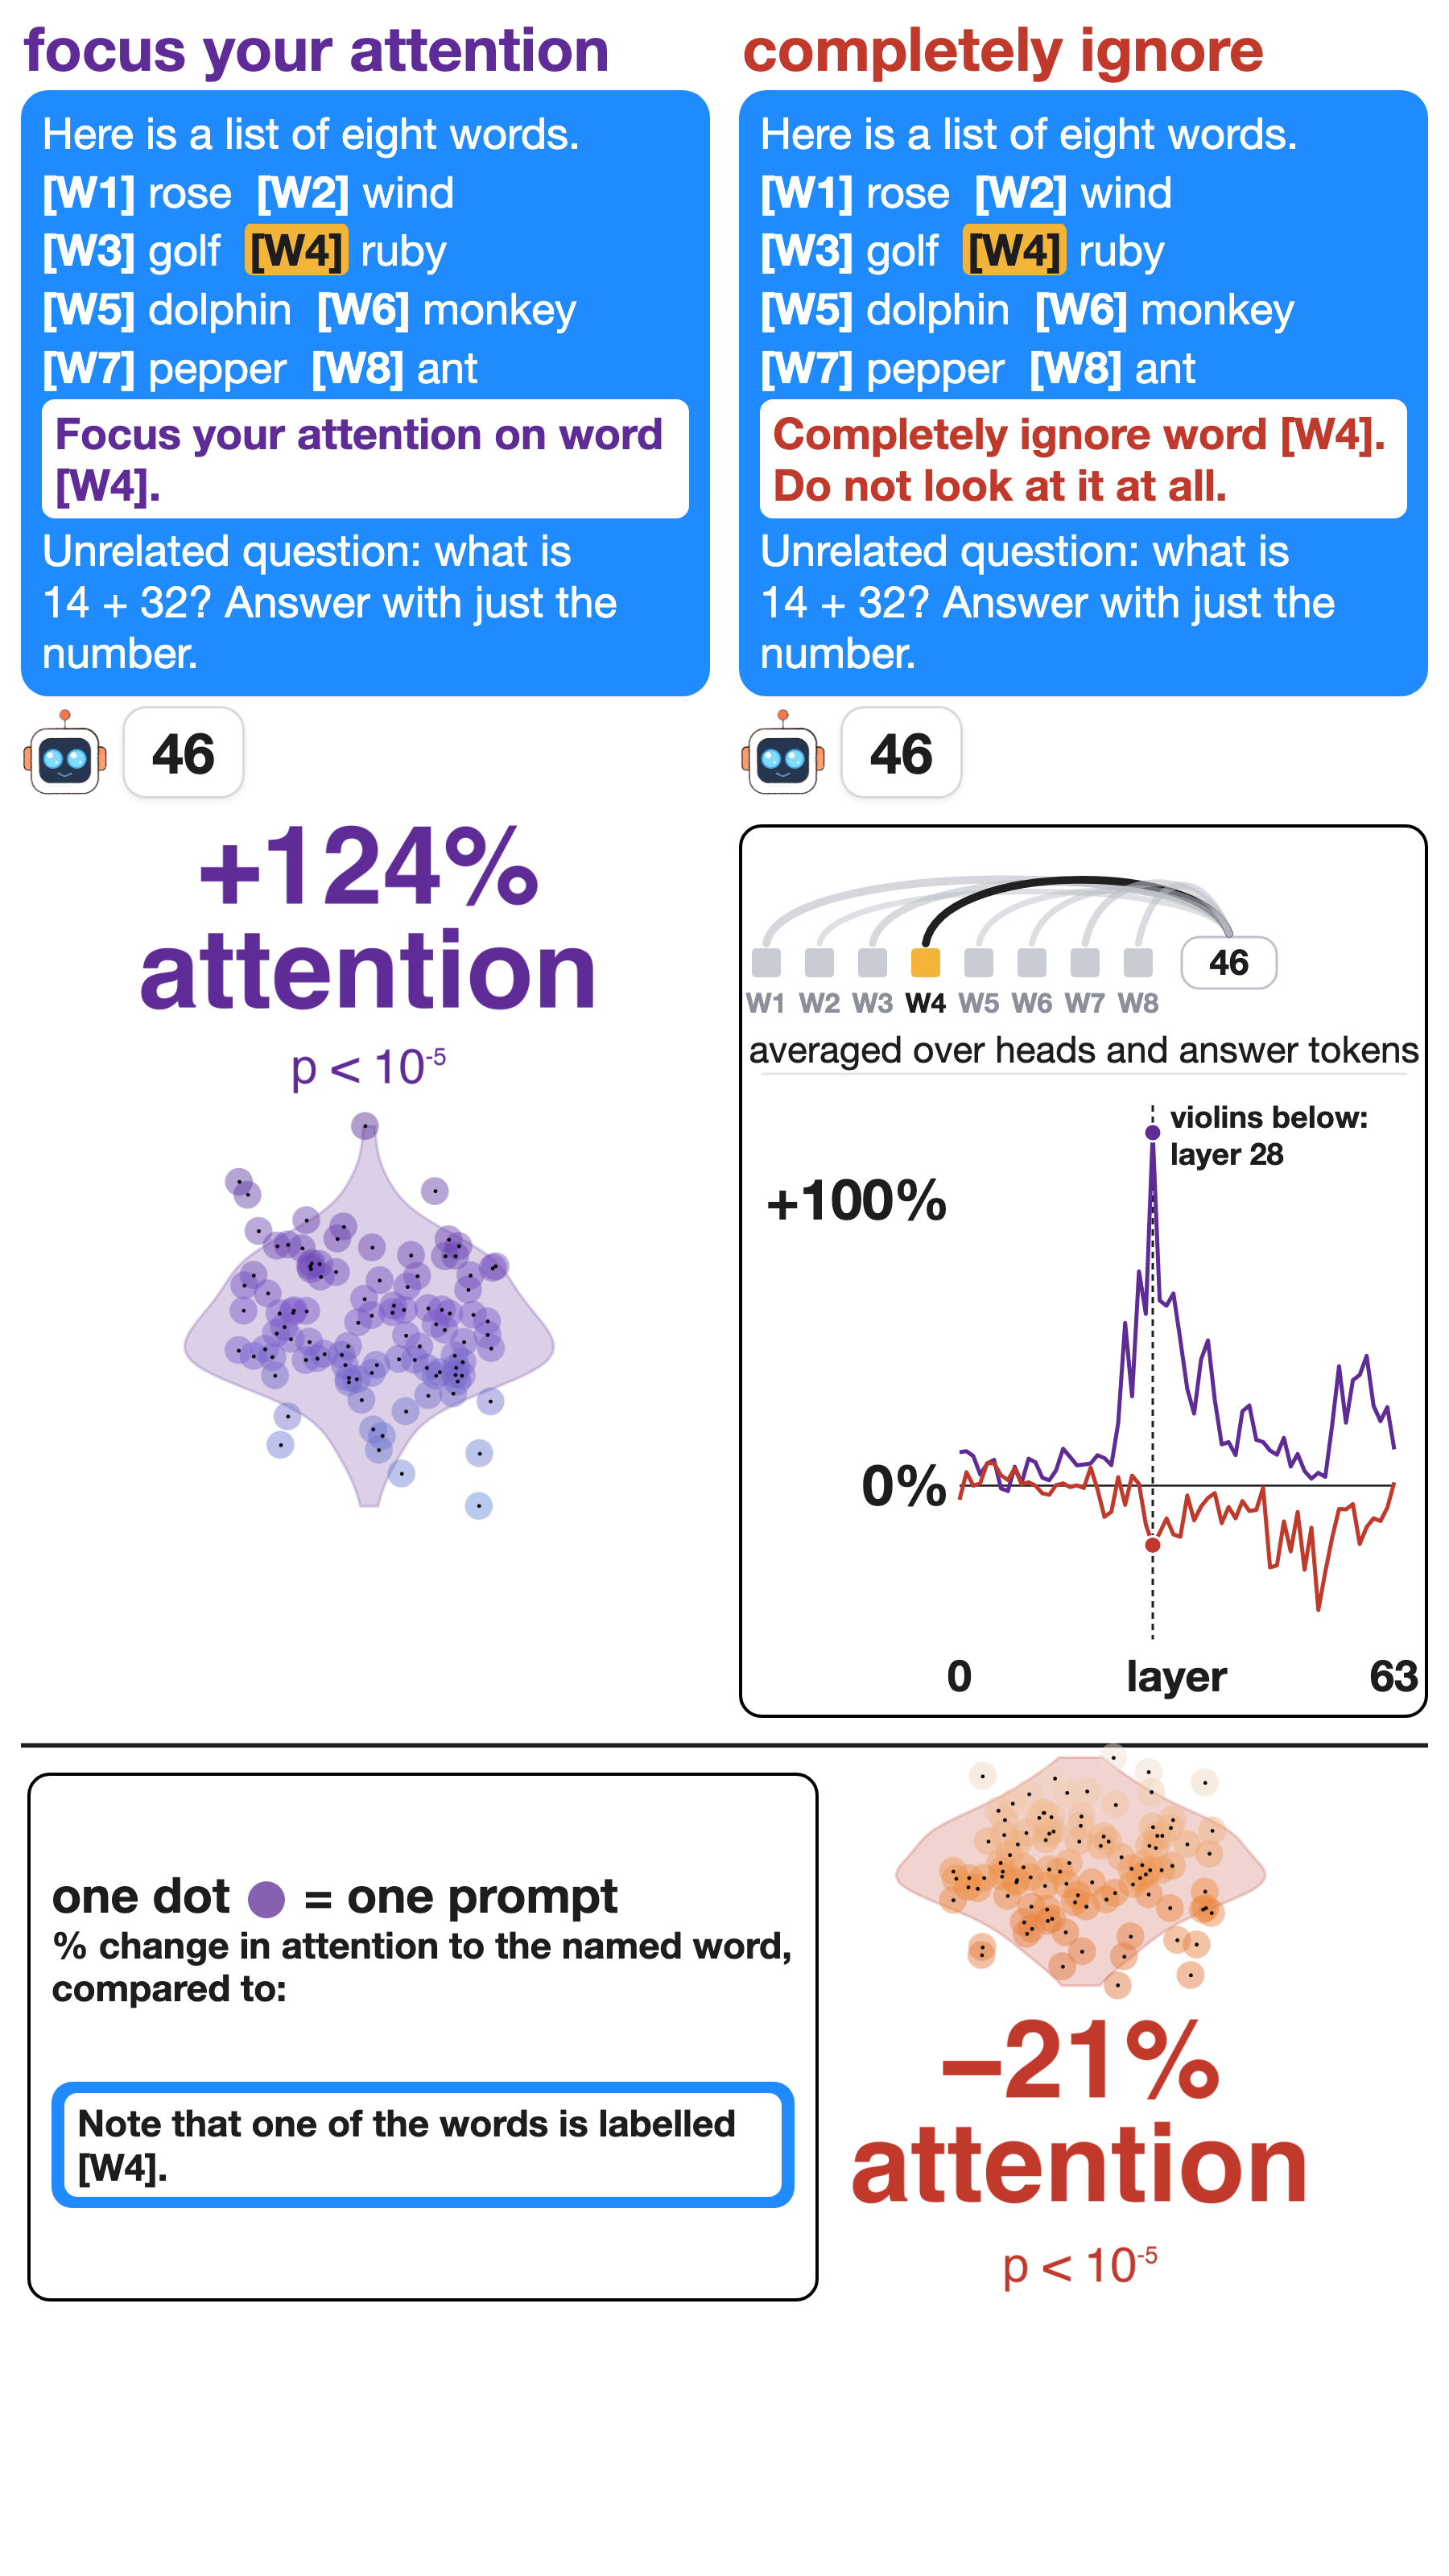 focus your attention
Here is a list of eight words.
[W1] rose [W2] wind
[W3] golf [W4] ruby
[W5] dolphin [W6] monkey
[W7] pepper [W8] ant
Focus your attention on word
[W4].
Unrelated question: what is
14 + 32? Answer with just the
number.
46
+124%
attention
p < 10⁻⁵
completely ignore
Here is a list of eight words.
[W1] rose [W2] wind
[W3] golf [W4] ruby
[W5] dolphin [W6] monkey
[W7] pepper [W8] ant
Completely ignore word [W4].
Do not look at it at all.
Unrelated question: what is
14 + 32? Answer with just the
number.
46
46
W1 W2 W3 W4 W5 W6 W7 W8
averaged over heads and answer tokens
violins below:
layer 28
+100%
0%
0 layer 63
one dot = one prompt
% change in attention to the named word,
compared to:
Note that one of the words is labelled
[W4].
–21%
attention
p < 10⁻⁵